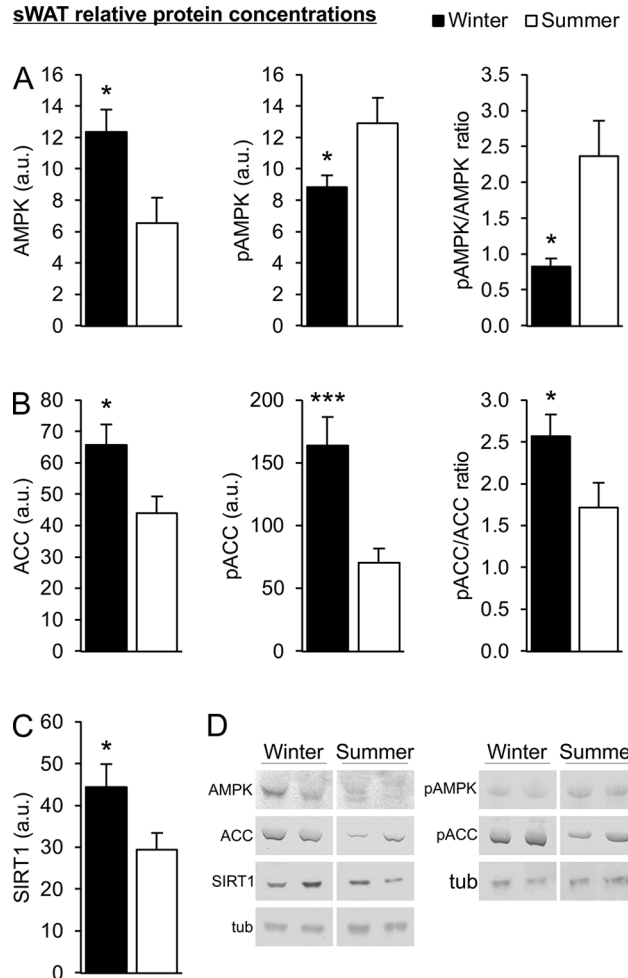 sWAT relative protein concentrations
Winter Summer
A
AMPK (a.u.)
16
14
12
10
8
6
4
2
0
*
pAMPK (a.u.)
16
14
12
10
8
6
4
2
0
*
pAMPK/AMPK ratio
3.5
3.0
2.5
2.0
1.5
1.0
0.5
0.0
*
B
ACC (a.u.)
80
70
60
50
40
30
20
10
0
*
pACC (a.u.)
200
150
100
50
0
***
pACC/ACC ratio
3.0
2.5
2.0
1.5
1.0
0.5
0.0
*
C
SIRT1 (a.u.)
60
50
40
30
20
10
0
*
D
Winter Summer
AMPK
ACC
SIRT1
tub
Winter Summer
pAMPK
pACC
tub